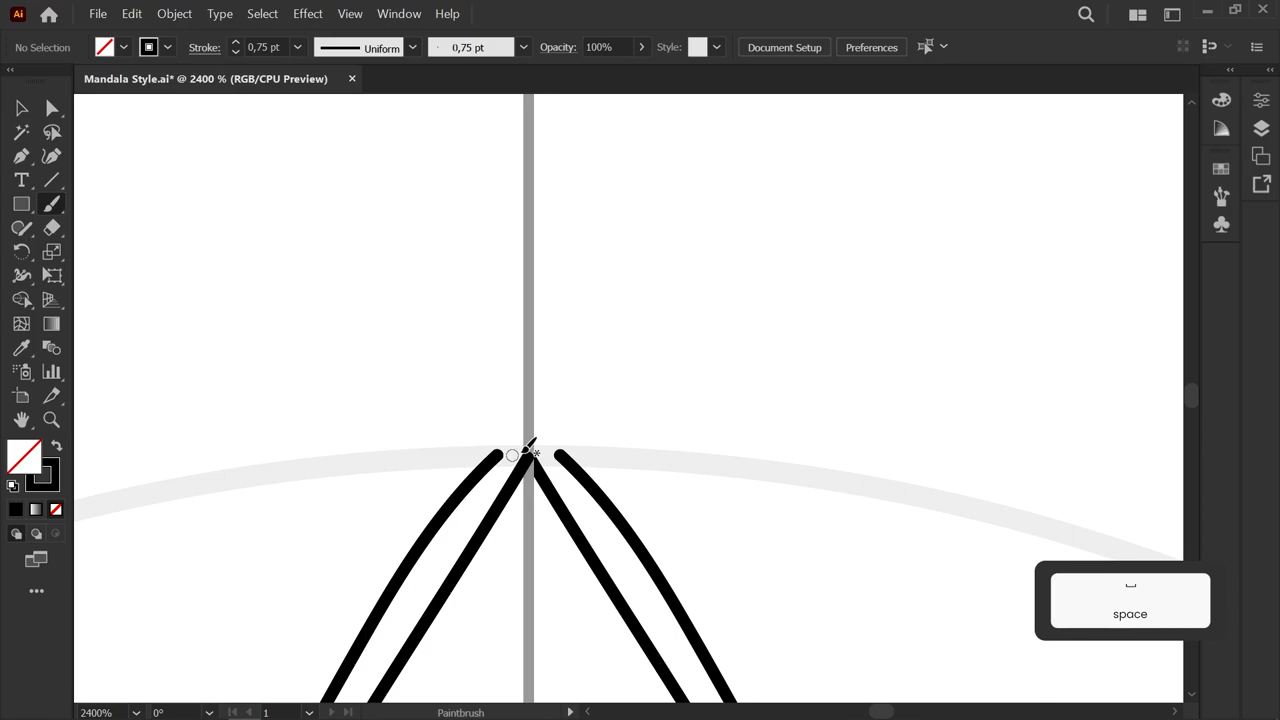 Ai File Edit Object Type Select Effect View Window Help
No Selection Stroke: 0,75 pt Uniform 0,75 pt Opacity: 100% Style: Document Setup Preferences
Mandala Style.ai* @ 2400 % (RGB/CPU Preview)
space
2400% 0° 1 Paintbrush